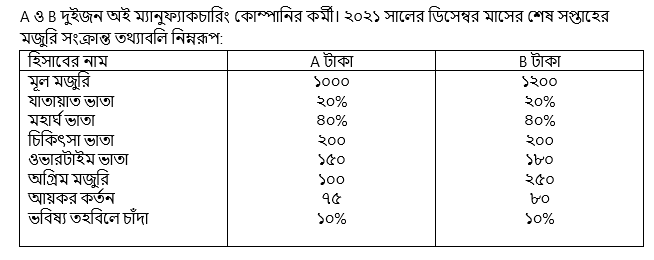 A ও B দুইজন অই ম্যানুফ্যাকচারিং কোম্পানির কর্মী। ২০২১ সালের ডিসেম্বর মাসের শেষ সপ্তাহের
মজুরি সংক্রান্ত তথ্যাবলি নিম্নরূপ:
হিসাবের নাম A টাকা B টাকা
মূল মজুরি ১০০০ ১২০০
যাতায়াত ভাতা ২০% ২০%
মহার্ঘ ভাতা ৪০% ৪০%
চিকিৎসা ভাতা ২০০ ২০০
ওভারটাইম ভাতা ১৫০ ১৮০
অগ্রিম মজুরি ১০০ ২৫০
আয়কর কর্তন ৭৫ ৮০
ভবিষ্য তহবিলে চাঁদা ১০% ১০%